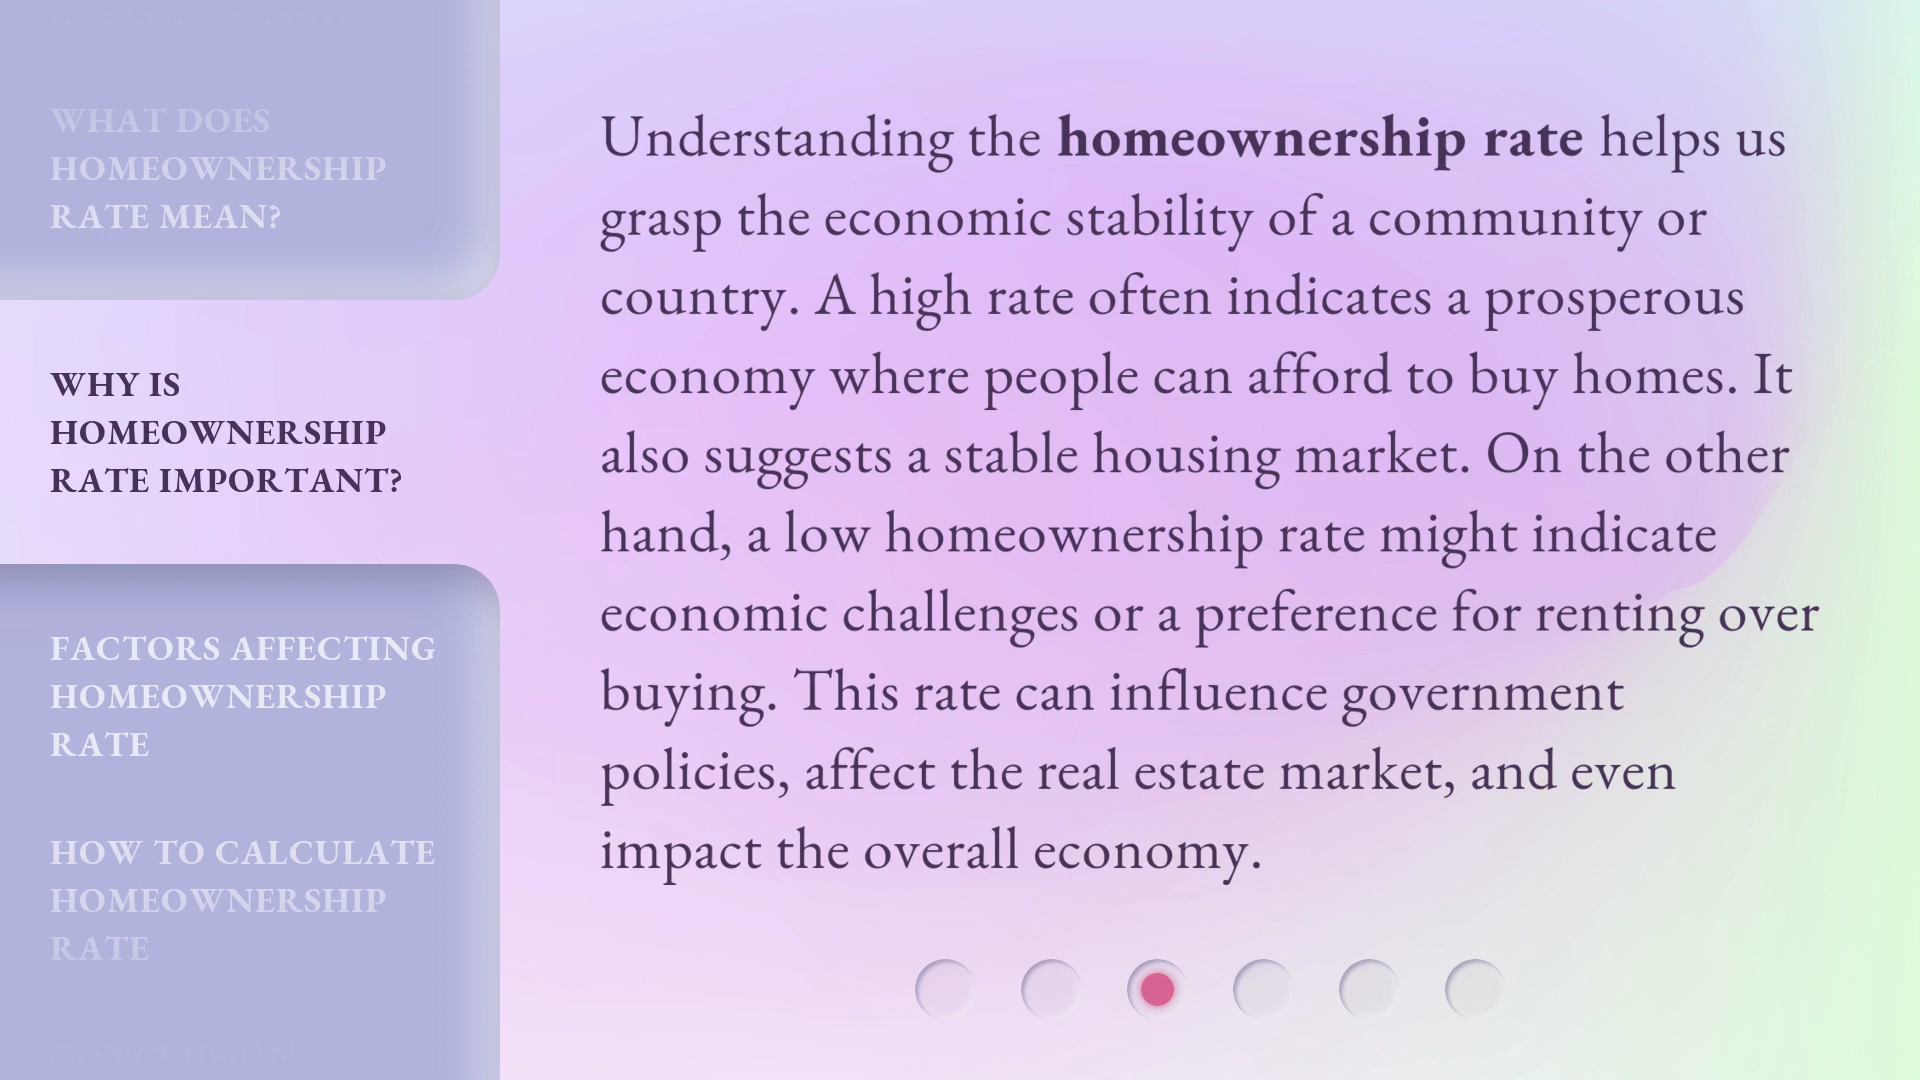 WHAT DOES
HOMEOWNERSHIP
RATE MEAN?
WHY IS
HOMEOWNERSHIP
RATE IMPORTANT?
FACTORS AFFECTING
HOMEOWNERSHIP
RATE
HOW TO CALCULATE
HOMEOWNERSHIP
RATE
CONCLUSION
Understanding the homeownership rate helps us
grasp the economic stability of a community or
country. A high rate often indicates a prosperous
economy where people can afford to buy homes. It
also suggests a stable housing market. On the other
hand, a low homeownership rate might indicate
economic challenges or a preference for renting over
buying. This rate can influence government
policies, affect the real estate market, and even
impact the overall economy.